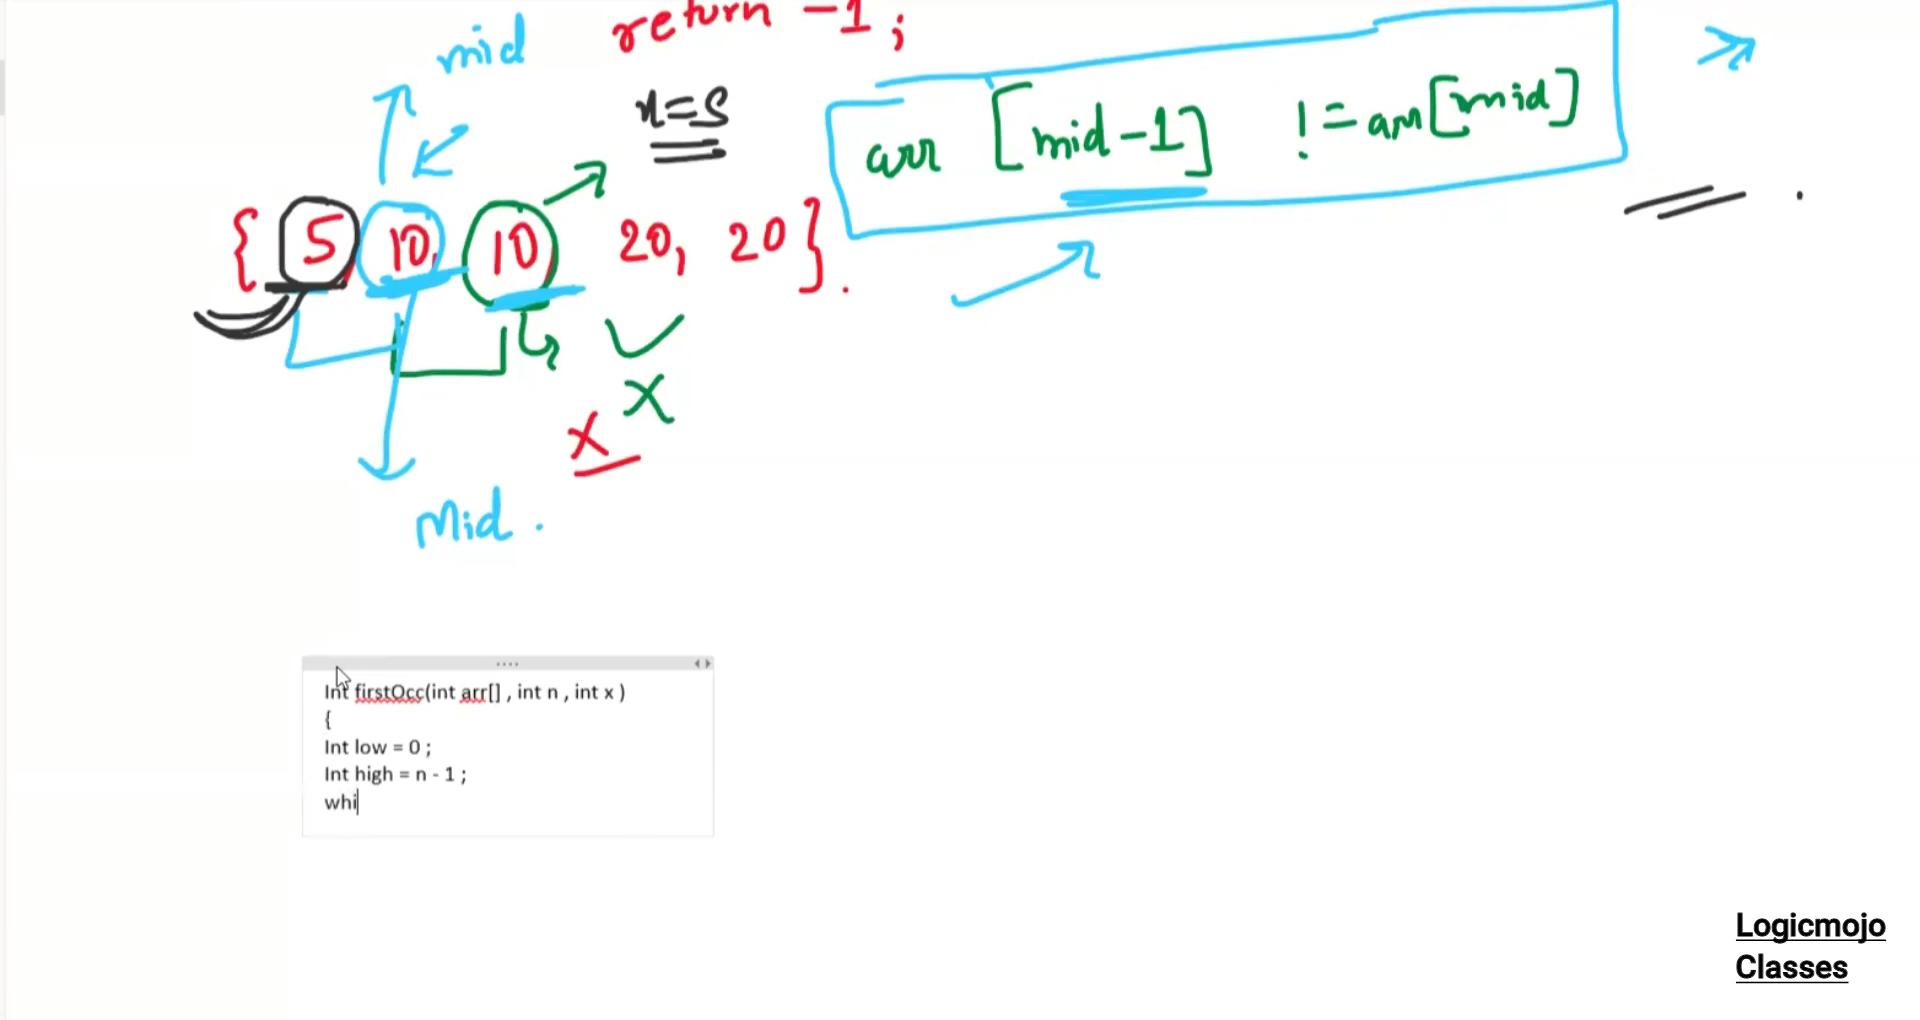 return -1;
mid
x=5
arr [mid-1] != arr[mid]
{ 5, 10, 10, 20, 20 }.
x
x
Mid.
Int firstOcc(int arr[] , int n , int x )
{
Int low = 0 ;
Int high = n - 1 ;
whi
Logicmojo
Classes